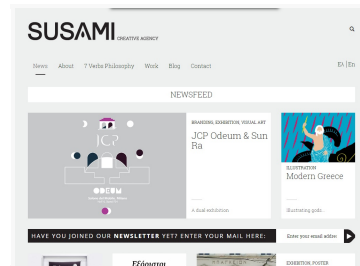 SUSAMI CREATIVE AGENCY
News About 7 Verbs Philosophy Work Blog Contact
Ελ | En
NEWSFEED
BRANDING, EXHIBITION, VISUAL ART
JCP Odeum & Sun
Ra
A dual exhibition
JCP
ODEUM
ILLUSTRATION
Modern Greece
Illustrating gods...
HAVE YOU JOINED OUR NEWSLETTER YET? ENTER YOUR MAIL HERE:
Enter your email addres
Εξόριστοι
EXHIBITION, POSTER